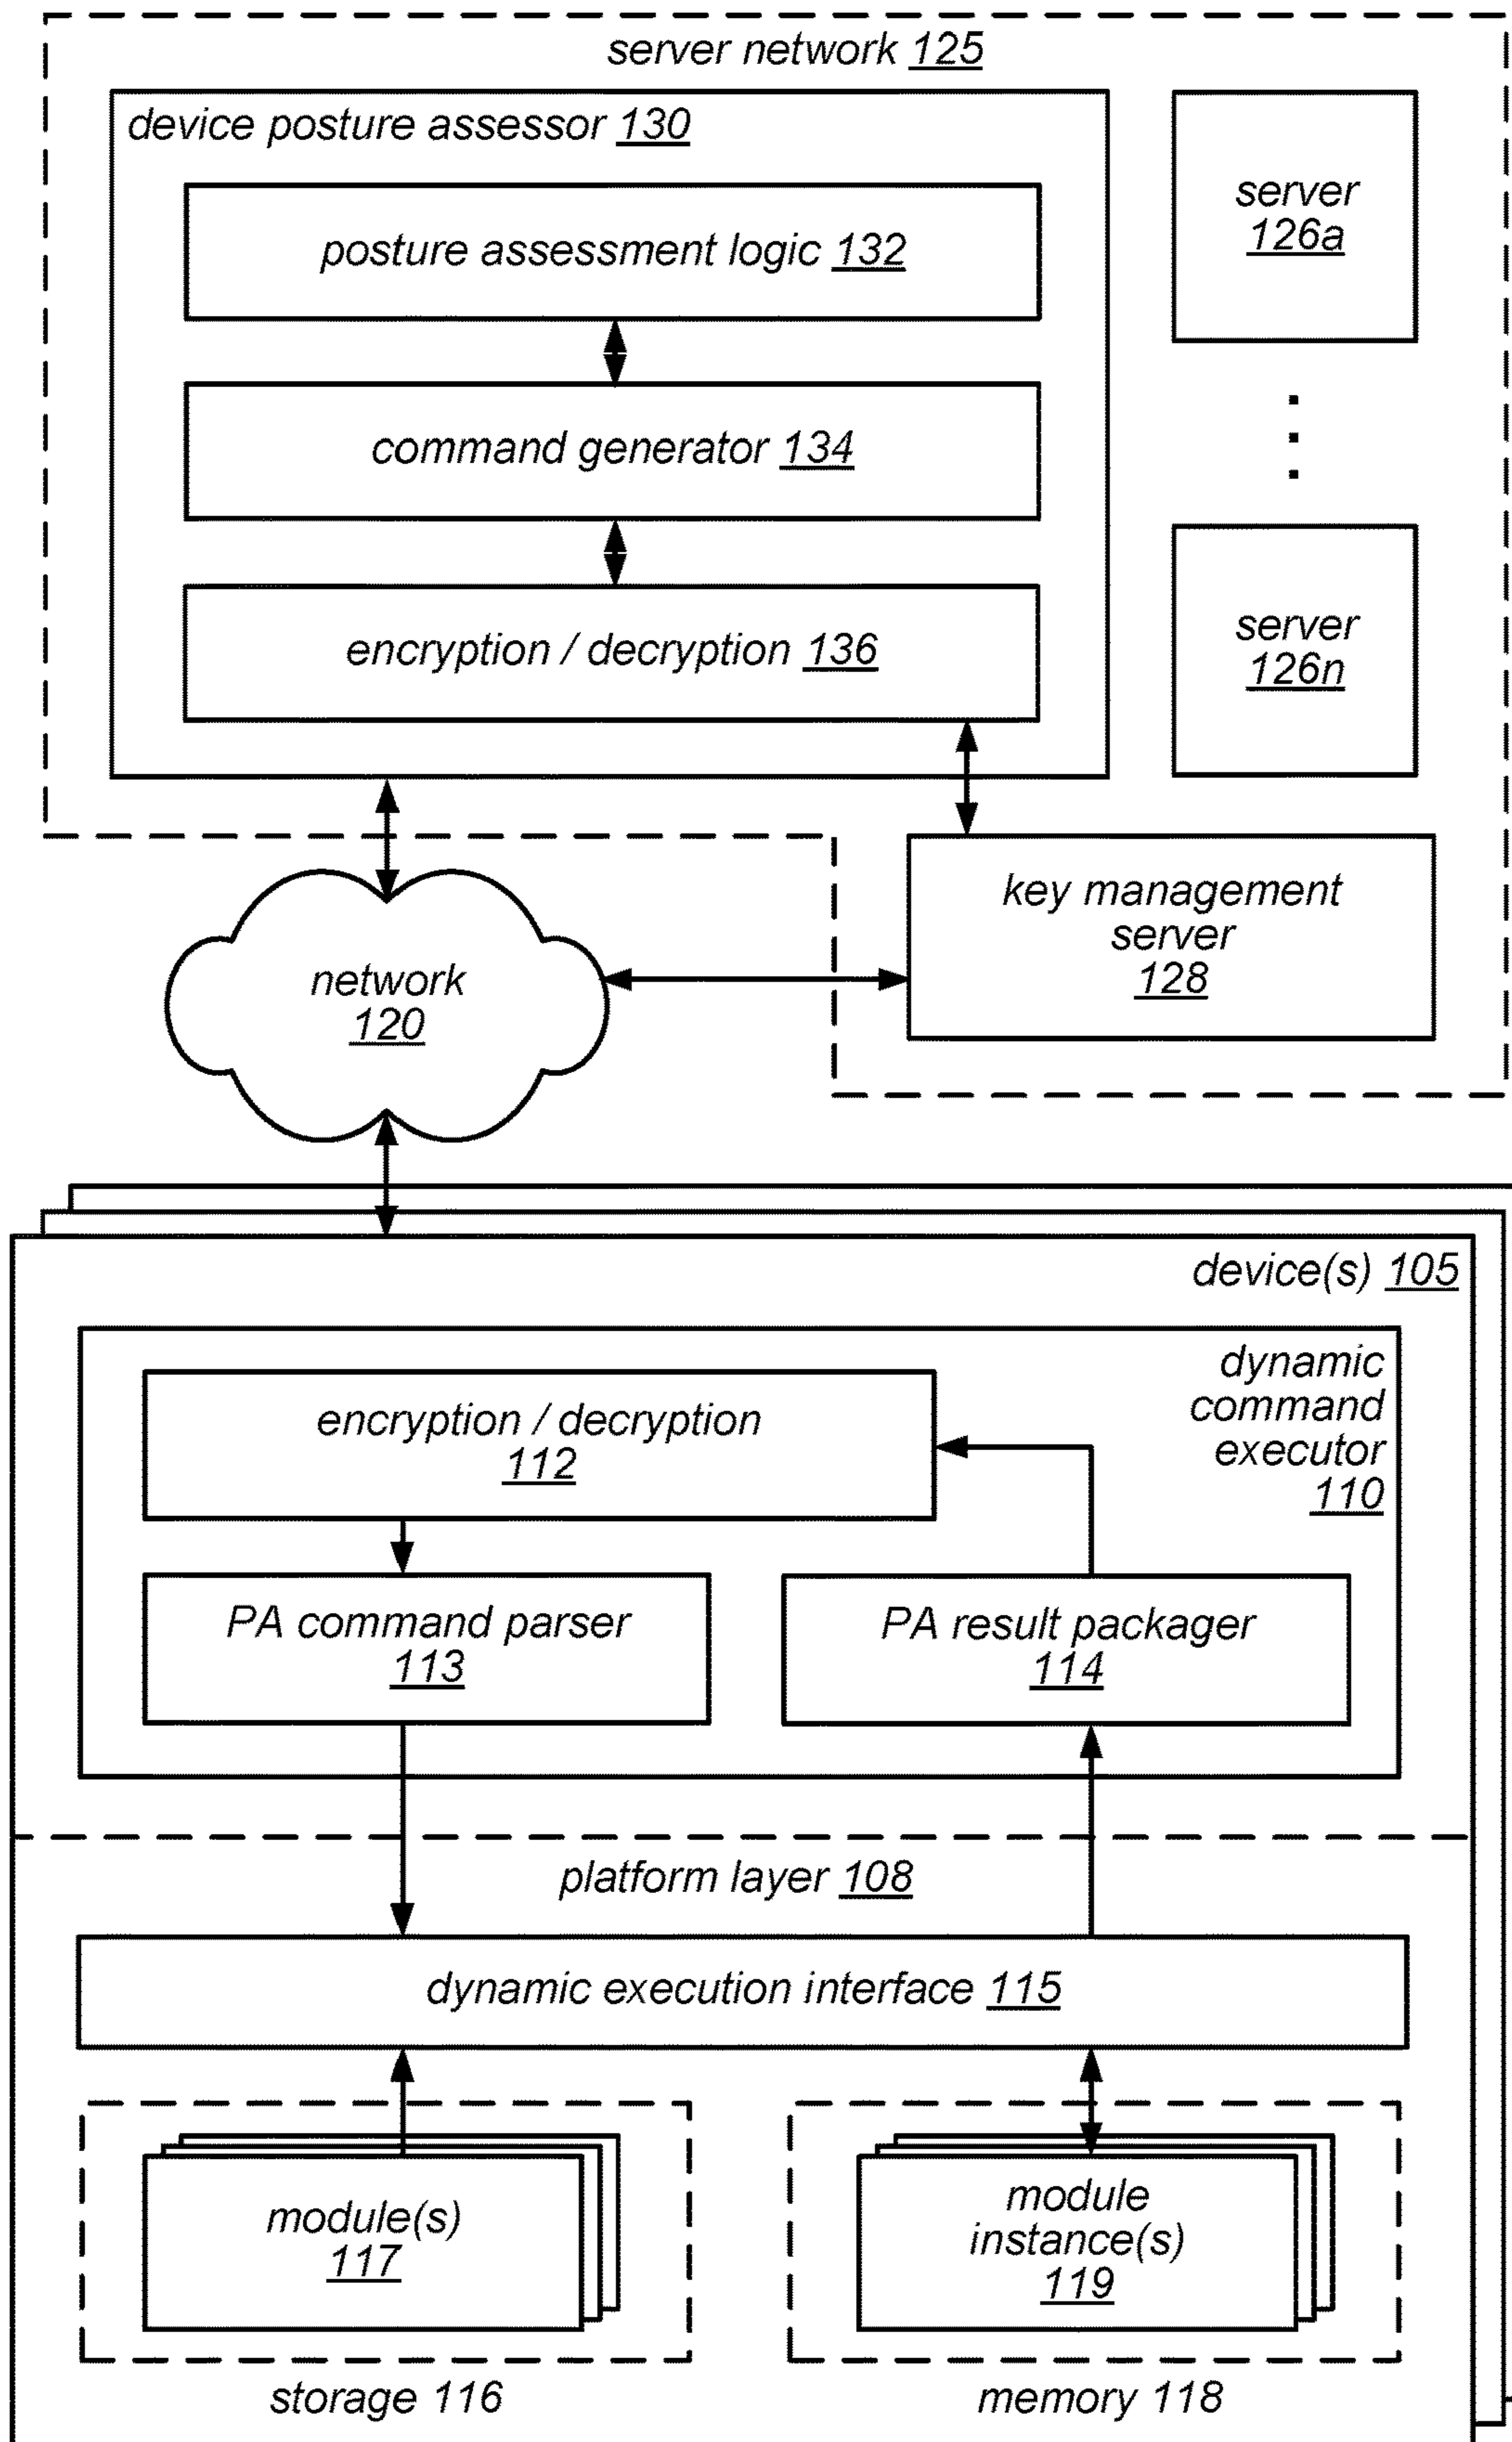 server network 125
device posture assessor 130
posture assessment logic 132
command generator 134
encryption / decryption 136
server
126a
server
126n
key management
server
128
network
120
device(s) 105
dynamic
command
executor
110
encryption / decryption
112
PA command parser
113
PA result packager
114
platform layer 108
dynamic execution interface 115
module(s)
117
module
instance(s)
119
storage 116
memory 118